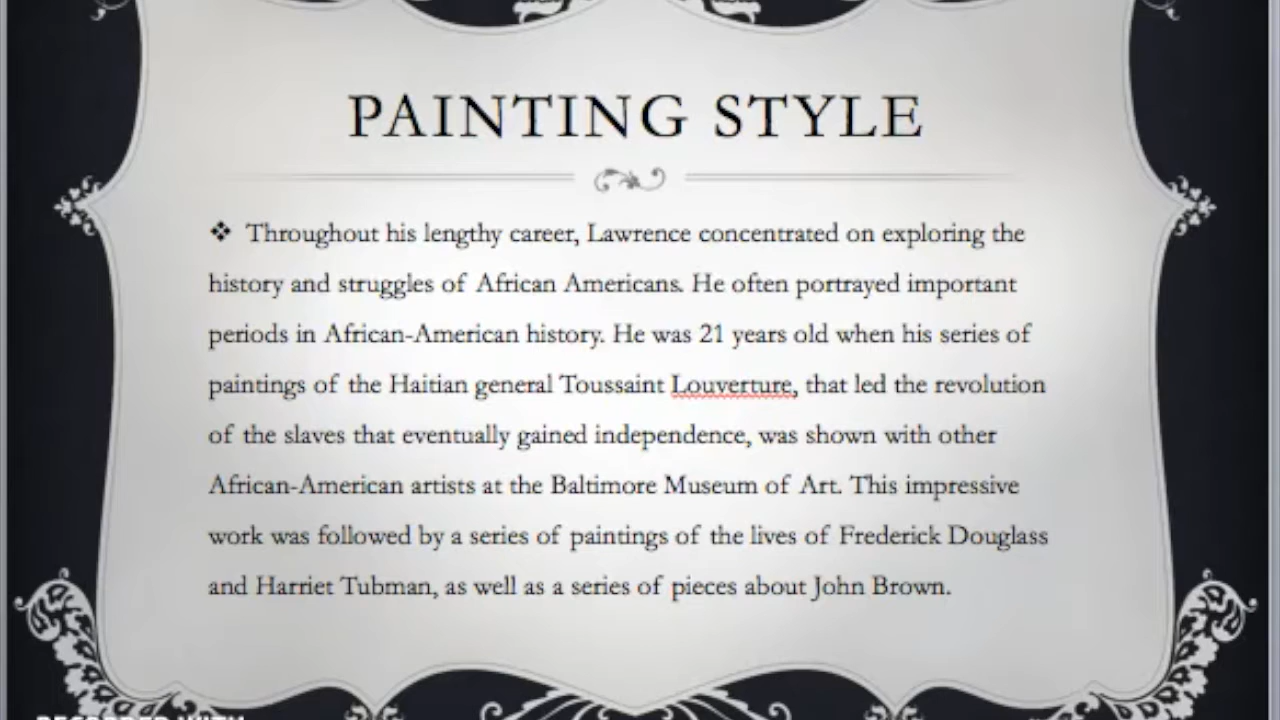 PAINTING STYLE
❖ Throughout his lengthy career, Lawrence concentrated on exploring the
history and struggles of African Americans. He often portrayed important
periods in African-American history. He was 21 years old when his series of
paintings of the Haitian general Toussaint Louverture, that led the revolution
of the slaves that eventually gained independence, was shown with other
African-American artists at the Baltimore Museum of Art. This impressive
work was followed by a series of paintings of the lives of Frederick Douglass
and Harriet Tubman, as well as a series of pieces about John Brown.
RECORDED WITH